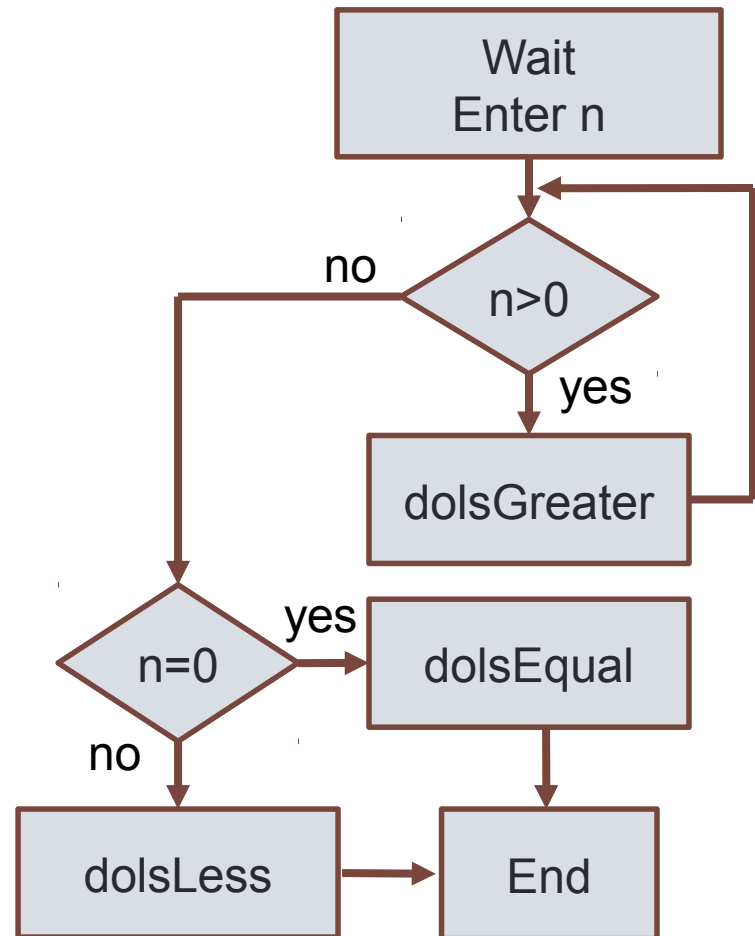 Wait
Enter n
no
n>0
yes
doIsGreater
yes
n=0
doIsEqual
no
doIsLess
End